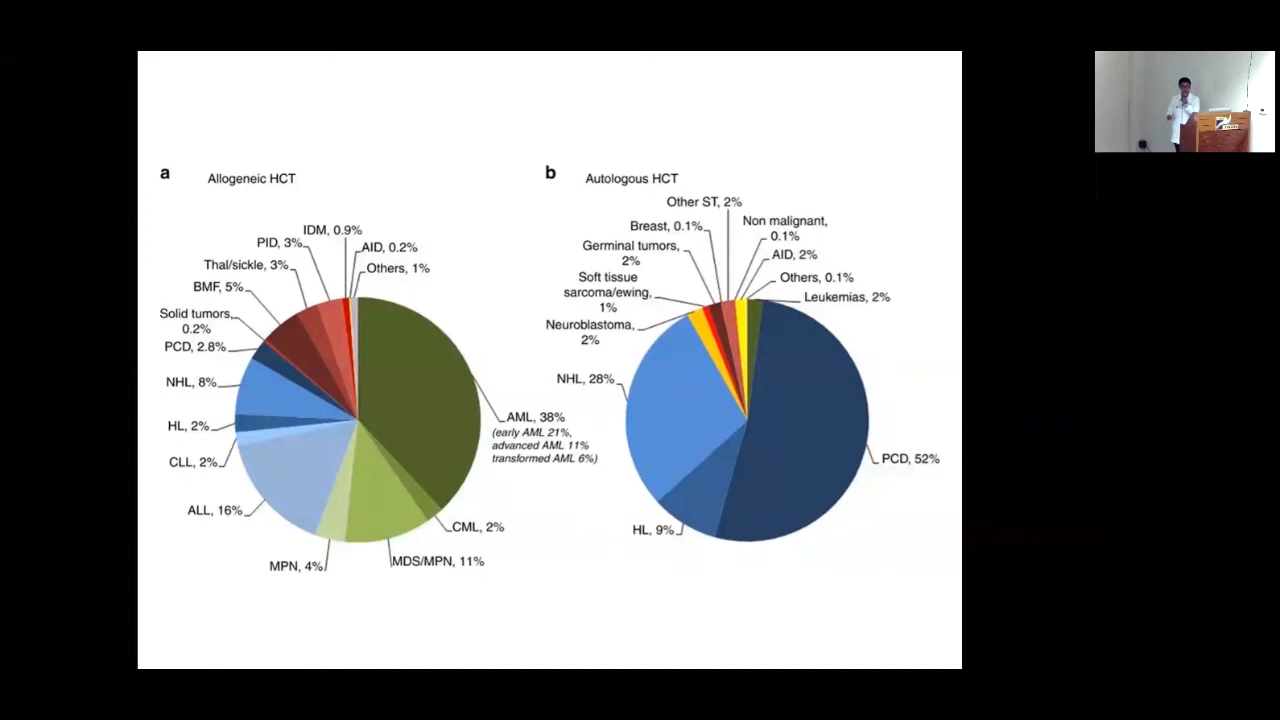 a
Allogeneic HCT
IDM, 0.9%
PID, 3%
AID, 0.2%
Thal/sickle, 3%
Others, 1%
BMF, 5%
Solid tumors,
0.2%
PCD, 2.8%
NHL, 8%
HL, 2%
CLL, 2%
ALL, 16%
MPN, 4%
MDS/MPN, 11%
CML, 2%
AML, 38%
(early AML 21%,
advanced AML 11%
transformed AML 6%)
b
Autologous HCT
Other ST, 2%
Breast, 0.1%
Non malignant,
0.1%
Germinal tumors,
2%
AID, 2%
Soft tissue
sarcoma/ewing,
1%
Others, 0.1%
Leukemias, 2%
Neuroblastoma,
2%
NHL, 28%
PCD, 52%
HL, 9%